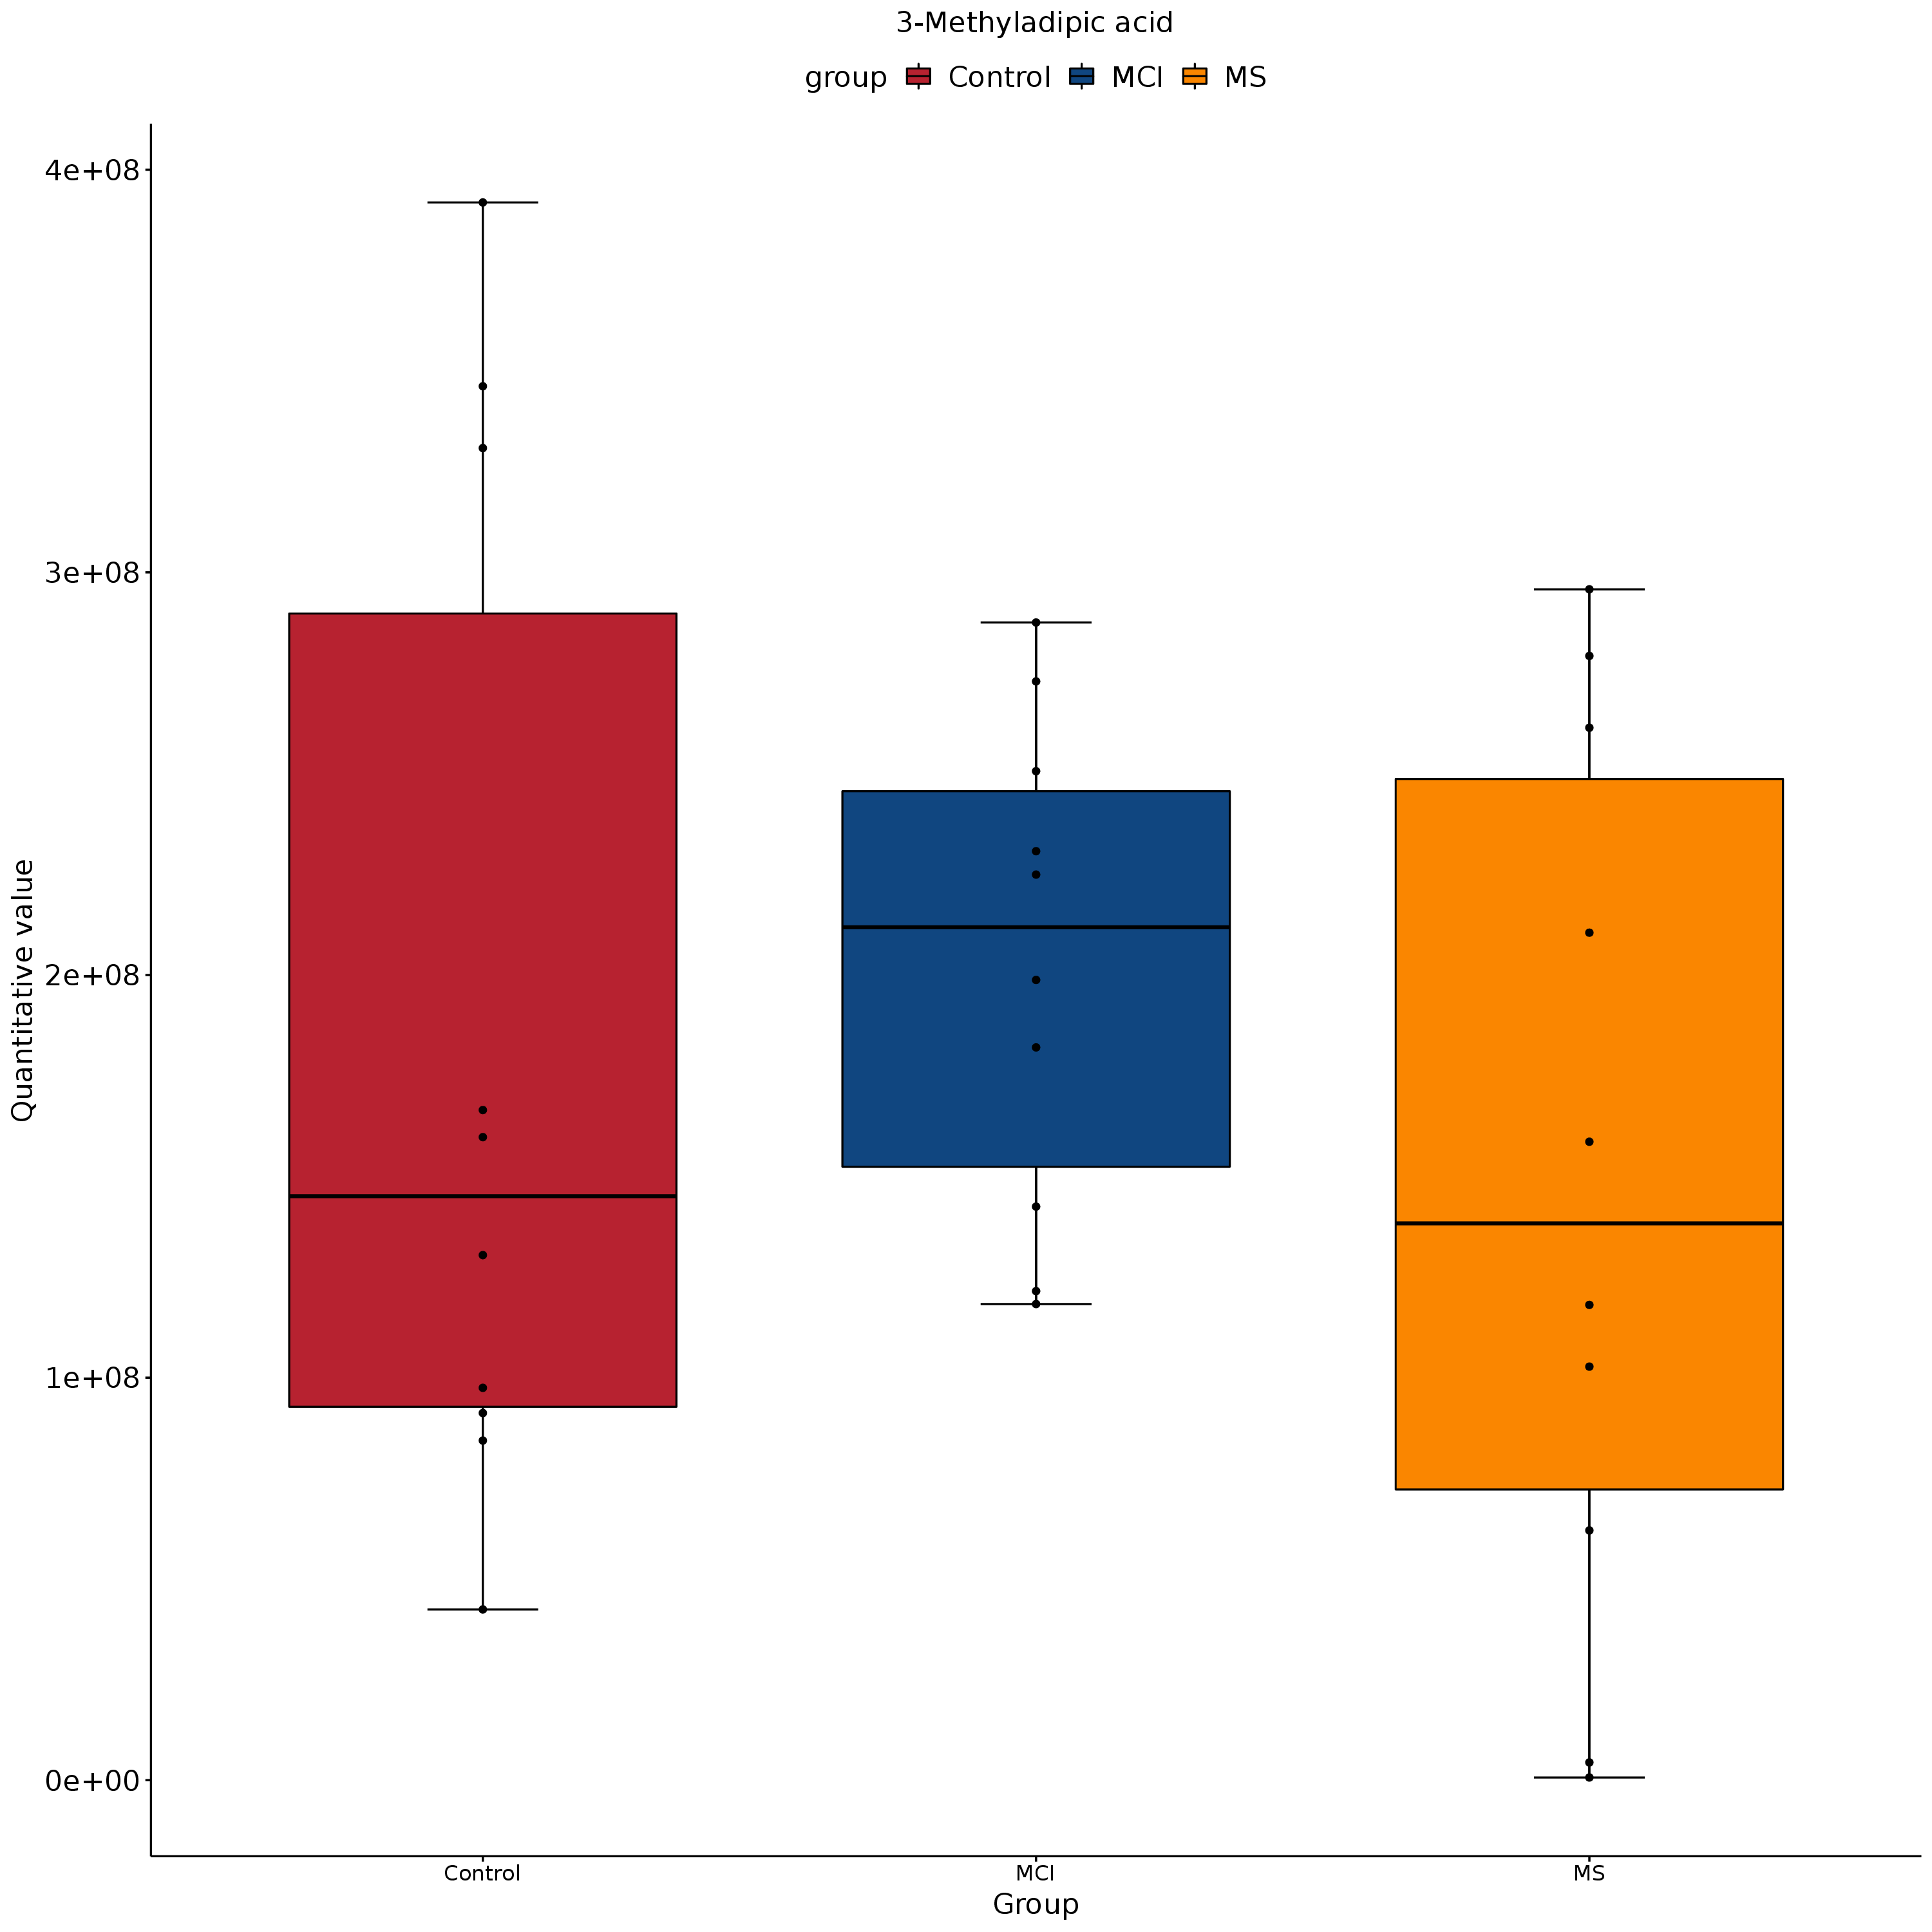 3-Methyladipic acid
group Control MCI MS
4e+08
3e+08
2e+08
1e+08
0e+00
Quantitative value
Control MCI MS
Group